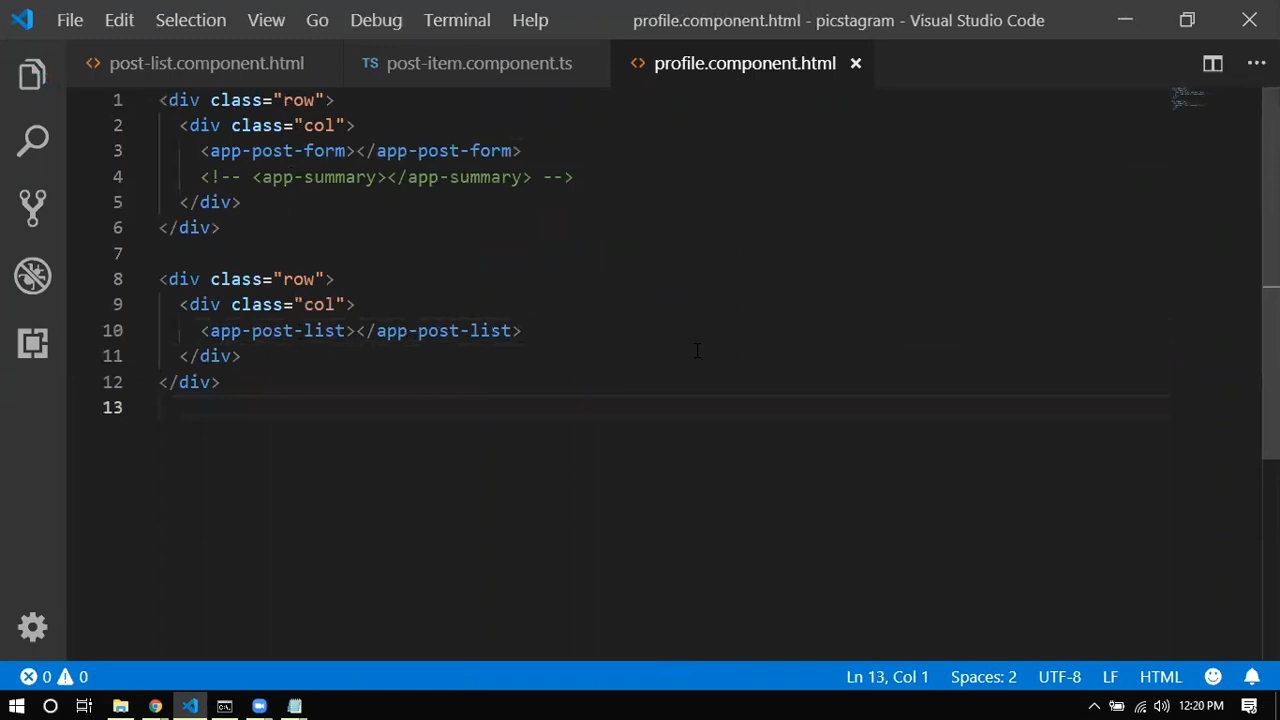 File Edit Selection View Go Debug Terminal Help profile.component.html - picstagram - Visual Studio Code
post-list.component.html TS post-item.component.ts profile.component.html
1 <div class="row">
2 <div class="col">
3 <app-post-form></app-post-form>
4 <!-- <app-summary></app-summary> -->
5 </div>
6 </div>
7
8 <div class="row">
9 <div class="col">
10 <app-post-list></app-post-list>
11 </div>
12 </div>
13
0 0 Ln 13, Col 1 Spaces: 2 UTF-8 LF HTML
12:20 PM